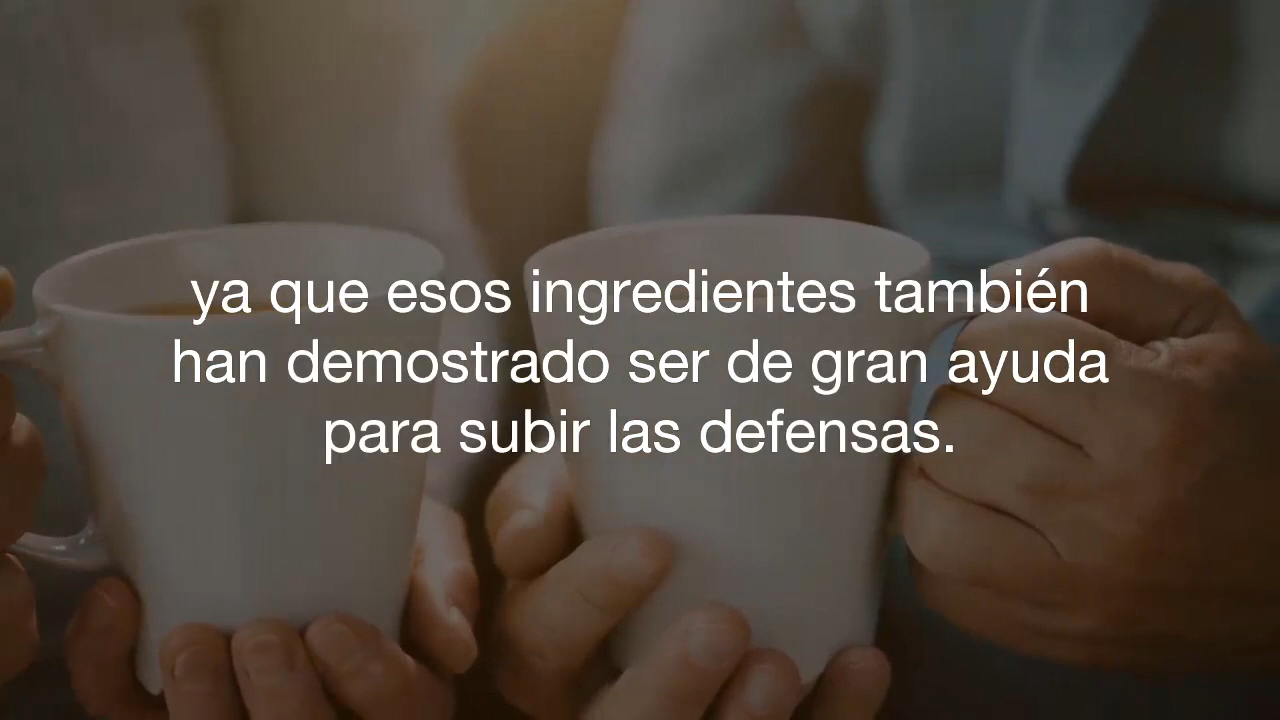 ya que esos ingredientes también
han demostrado ser de gran ayuda
para subir las defensas.